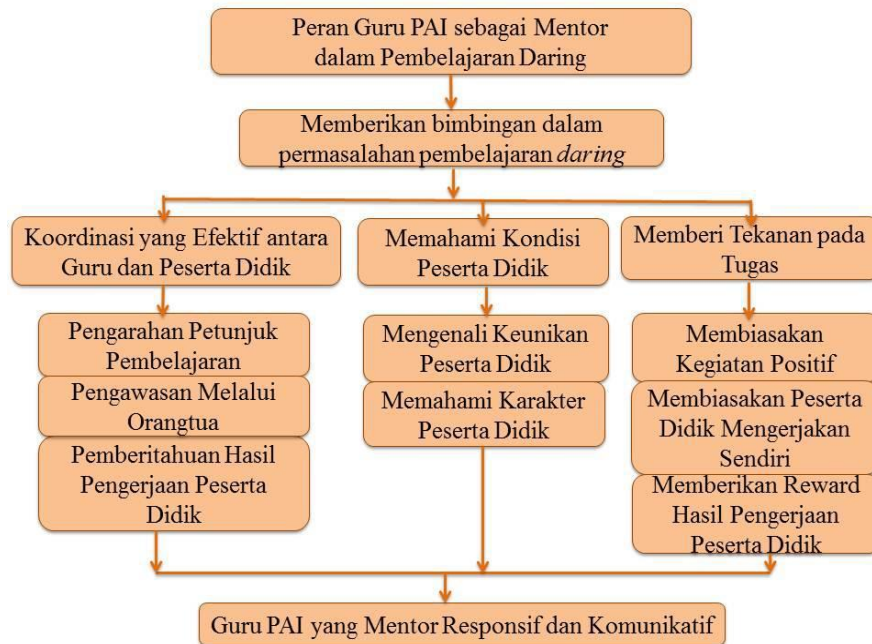 Peran Guru PAI sebagai Mentor
dalam Pembelajaran Daring
Memberikan bimbingan dalam
permasalahan pembelajaran daring
Koordinasi yang Efektif antara
Guru dan Peserta Didik
Pengarahan Petunjuk
Pembelajaran
Pengawasan Melalui
Orangtua
Pemberitahuan Hasil
Pengerjaan Peserta
Didik
Memahami Kondisi
Peserta Didik
Mengenali Keunikan
Peserta Didik
Memahami Karakter
Peserta Didik
Memberi Tekanan pada
Tugas
Membiasakan
Kegiatan Positif
Membiasakan Peserta
Didik Mengerjakan
Sendiri
Memberikan Reward
Hasil Pengerjaan
Peserta Didik
Guru PAI yang Mentor Responsif dan Komunikatif